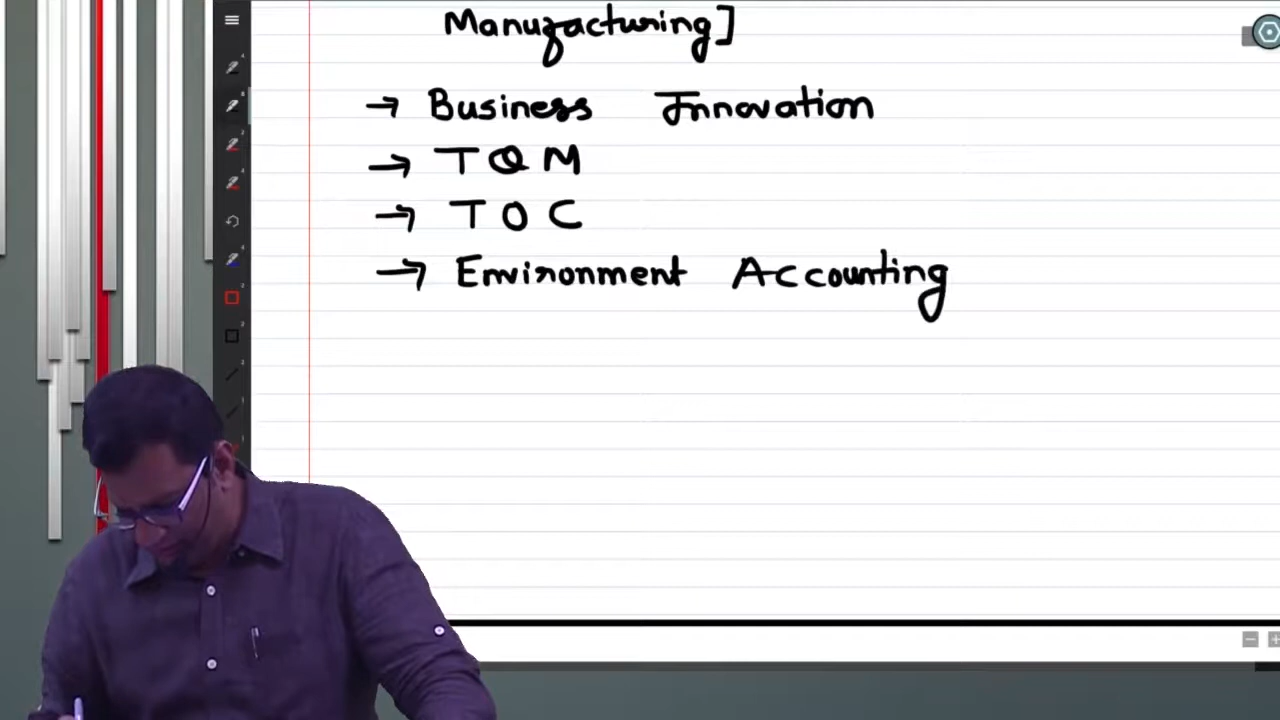 Manufacturing]
→ Business Innovation
→ TQM
→ TOC
→ Environment Accounting